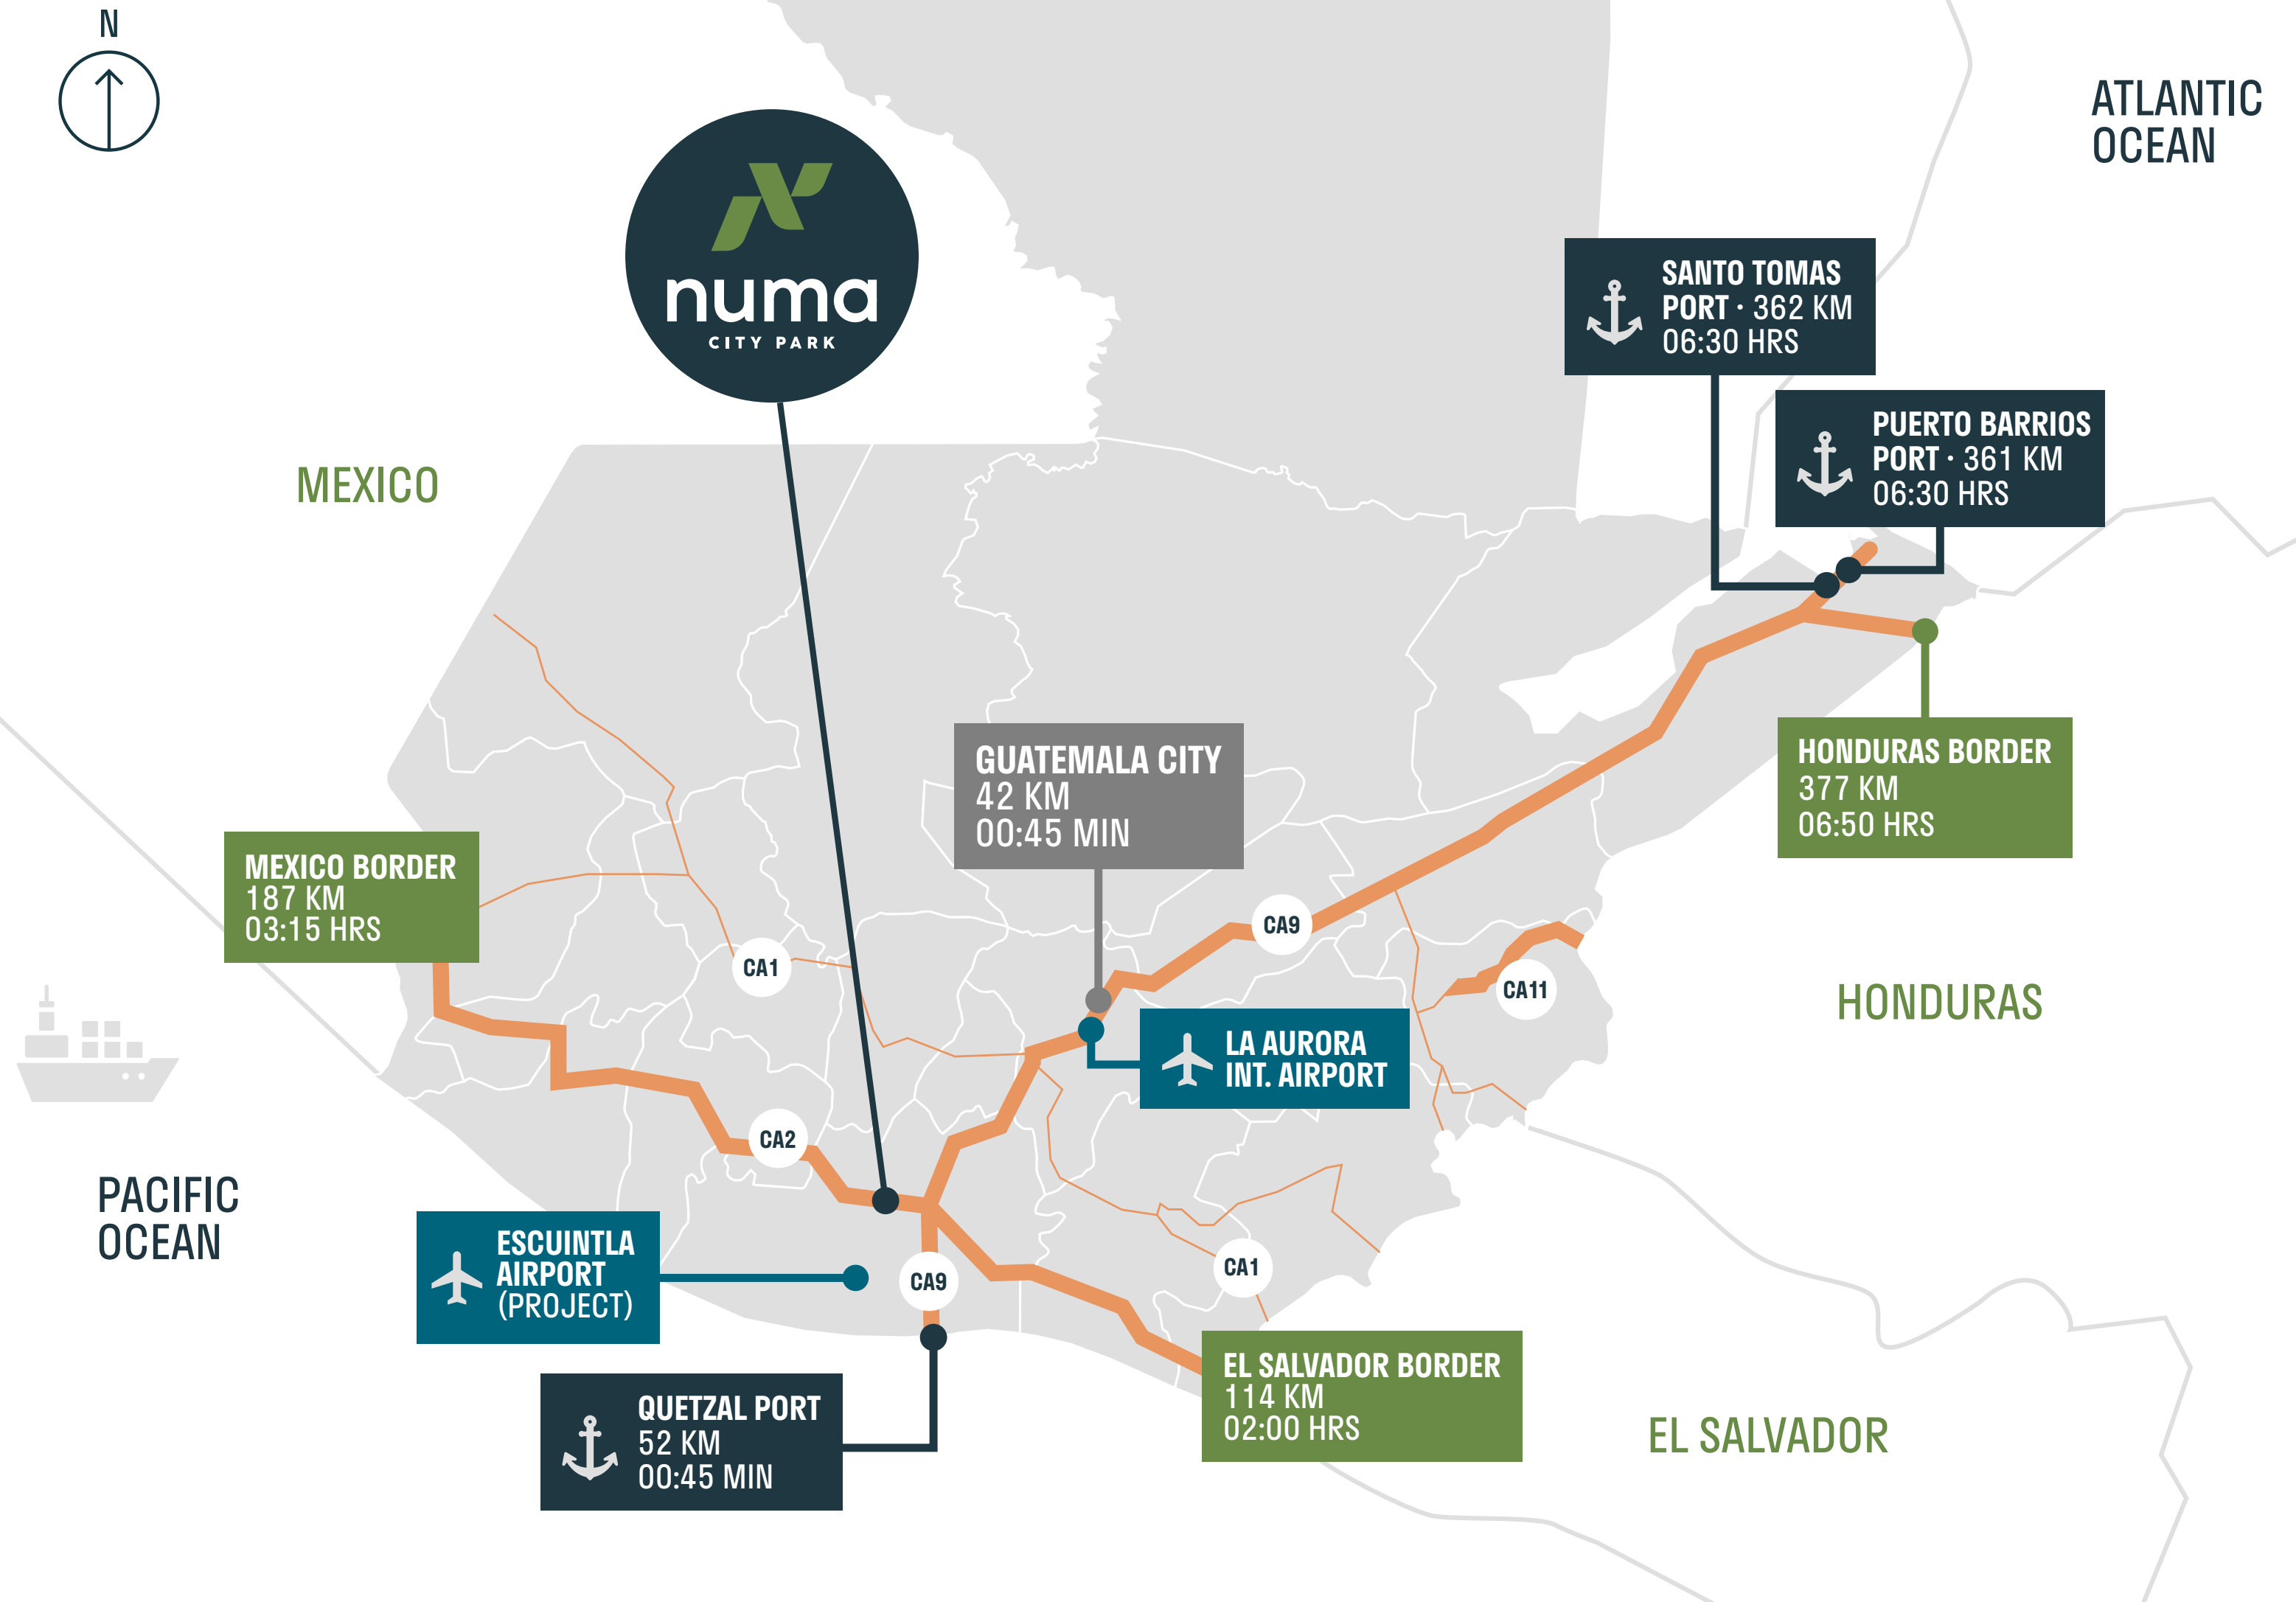 N
ATLANTIC
OCEAN
numa
CITY PARK
SANTO TOMAS
PORT · 362 KM
06:30 HRS
PUERTO BARRIOS
PORT · 361 KM
06:30 HRS
MEXICO
GUATEMALA CITY
42 KM
00:45 MIN
HONDURAS BORDER
377 KM
06:50 HRS
MEXICO BORDER
187 KM
03:15 HRS
CA9
CA1
CA11
HONDURAS
LA AURORA
INT. AIRPORT
CA2
PACIFIC
OCEAN
ESCUINTLA
AIRPORT
(PROJECT)
CA9
CA1
EL SALVADOR BORDER
114 KM
02:00 HRS
QUETZAL PORT
52 KM
00:45 MIN
EL SALVADOR